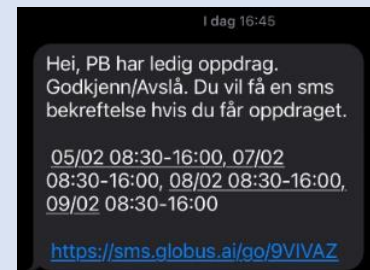 I dag 16:45
Hei, PB har ledig oppdrag.
Godkjenn/Avslå. Du vil få en sms
bekreftelse hvis du får oppdraget.
05/02 08:30-16:00, 07/02
08:30-16:00, 08/02 08:30-16:00,
09/02 08:30-16:00
https://sms.globus.ai/go/9VIVAZ